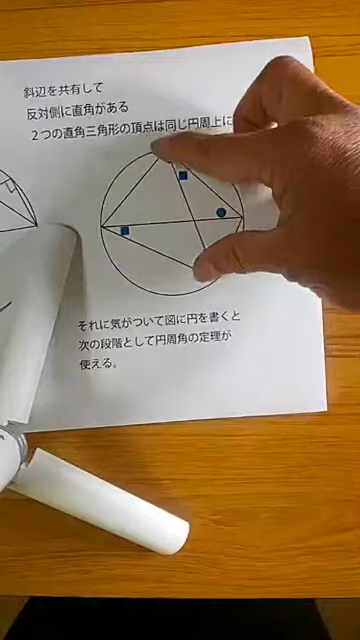 斜辺を共有して
反対側に直角がある
２つの直角三角形の頂点は同じ円周上に
それに気がついて図に円を書くと
次の段階として円周角の定理が
使える。